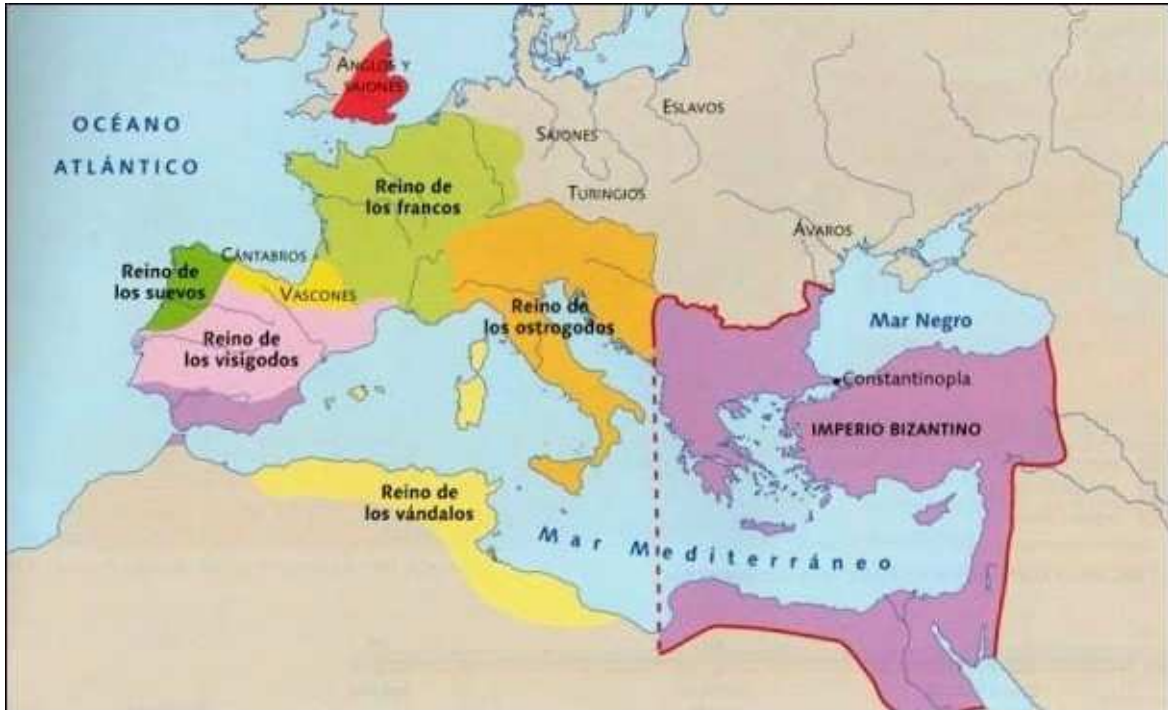 ANGLOS Y
SAJONES
OCÉANO
ATLÁNTICO
ESLAVOS
SAJONES
TURINGIOS
Reino de
los francos
ÁVAROS
CÁNTABROS
Reino de
los suevos
VASCONES
Reino de
los ostrogodos
Mar Negro
Reino de
los visigodos
Constantinopla
IMPERIO BIZANTINO
Reino de
los vándalos
Mar Mediterráneo